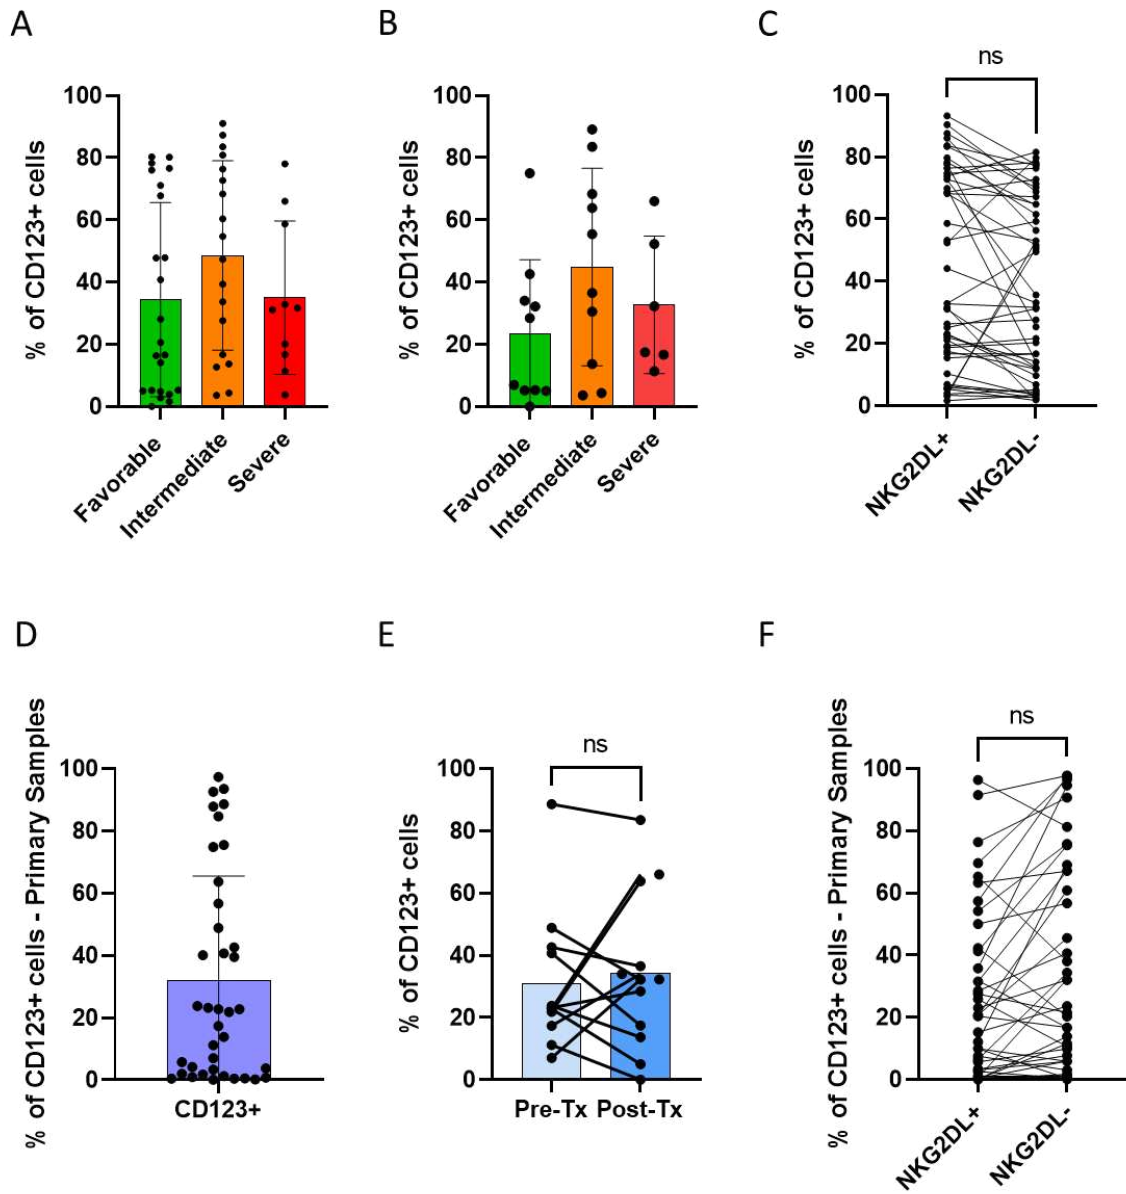 A
B
C
% of CD123+ cells
100
80
60
40
20
0
Favorable
Intermediate
Severe
% of CD123+ cells
100
80
60
40
20
0
Favorable
Intermediate
Severe
ns
% of CD123+ cells
100
80
60
40
20
0
NKG2DL+
NKG2DL-
D
E
F
% of CD123+ cells - Primary Samples
100
80
60
40
20
0
CD123+
ns
% of CD123+ cells
100
80
60
40
20
0
Pre-Tx Post-Tx
ns
% of CD123+ cells - Primary Samples
100
80
60
40
20
0
NKG2DL+
NKG2DL-